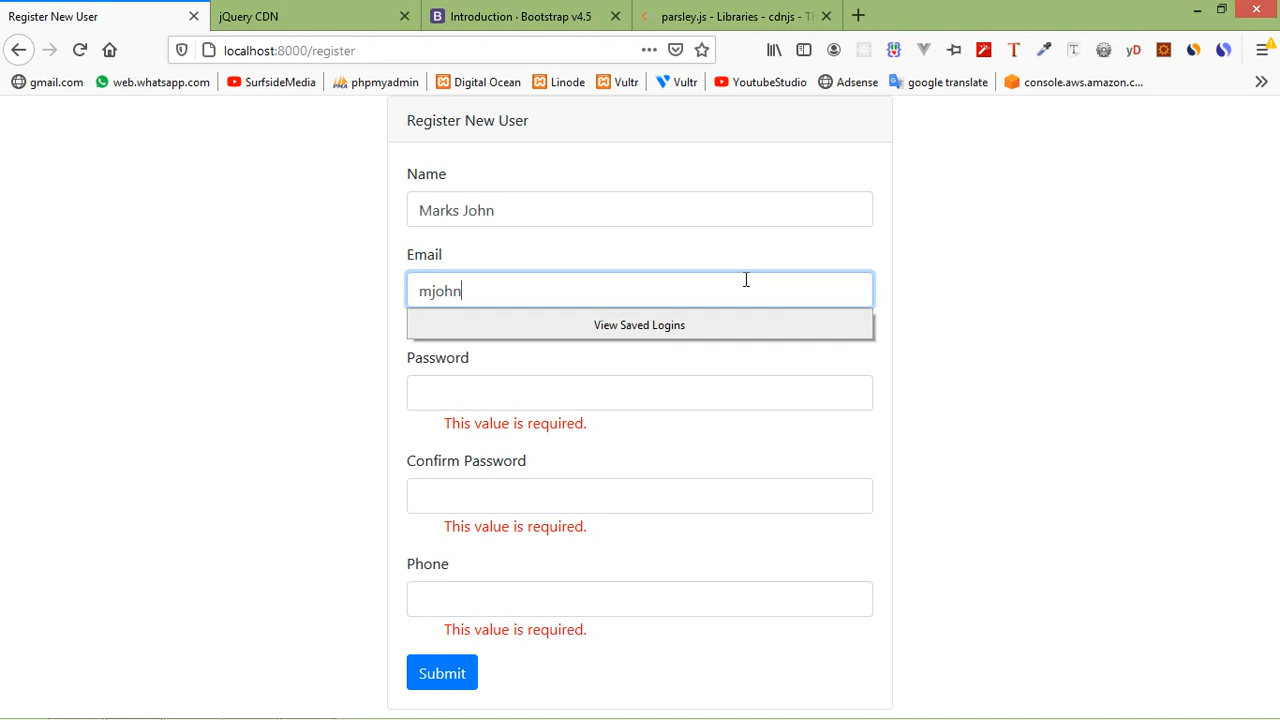 Register New User
jQuery CDN
Introduction · Bootstrap v4.5
parsley.js - Libraries - cdnjs - T
localhost:8000/register
gmail.com
web.whatsapp.com
SurfsideMedia
phpmyadmin
Digital Ocean
Linode
Vultr
Vultr
YoutubeStudio
Adsense
google translate
console.aws.amazon.c...
Register New User
Name
Marks John
Email
mjohn
View Saved Logins
Password
This value is required.
Confirm Password
This value is required.
Phone
This value is required.
Submit